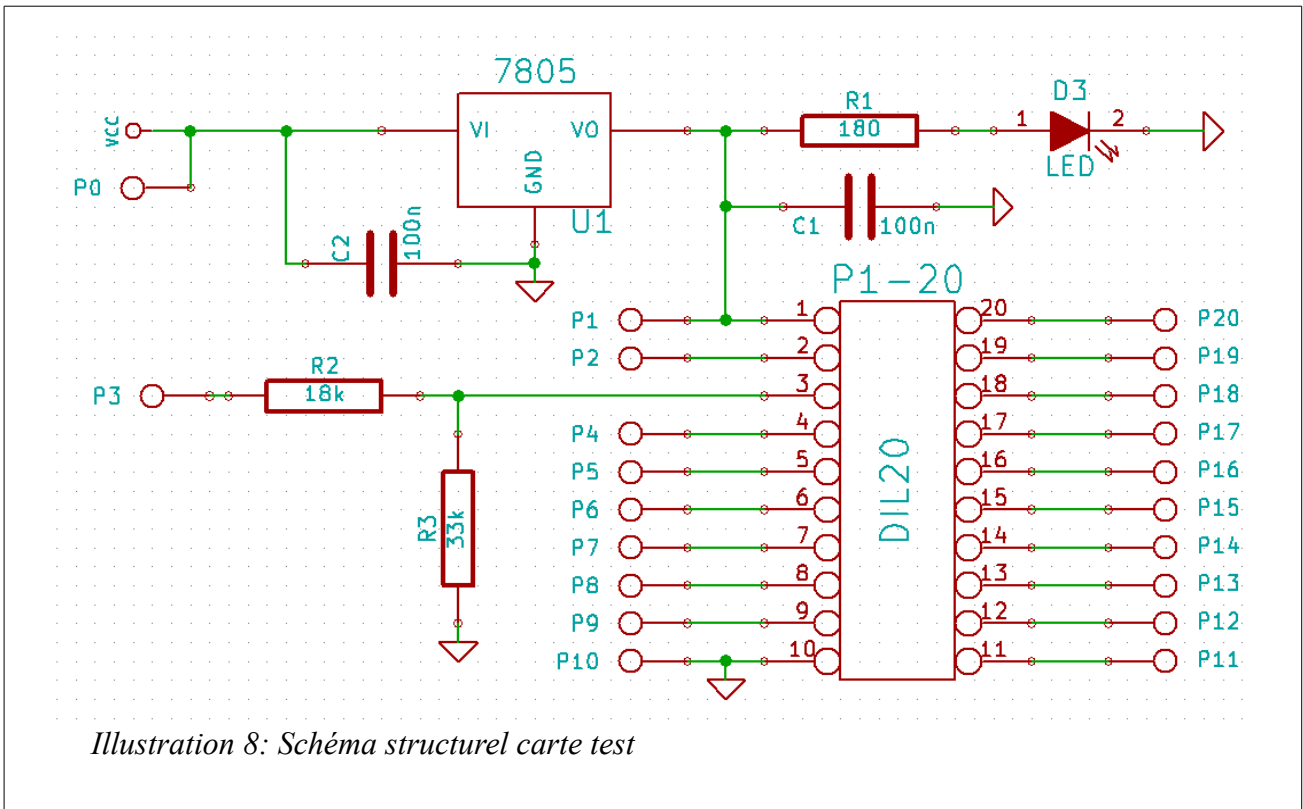 7805
VCC
VI
VO
GND
U1
P0
C2
100n
R1
180
1
D3
2
LED
C1
100n
P1-20
DIL20
P1
1
20
P20
P2
2
19
P19
P3
R2
18k
3
18
P18
P4
4
17
P17
R3
33k
P5
5
16
P16
P6
6
15
P15
P7
7
14
P14
P8
8
13
P13
P9
9
12
P12
P10
10
11
P11
Illustration 8: Schéma structurel carte test